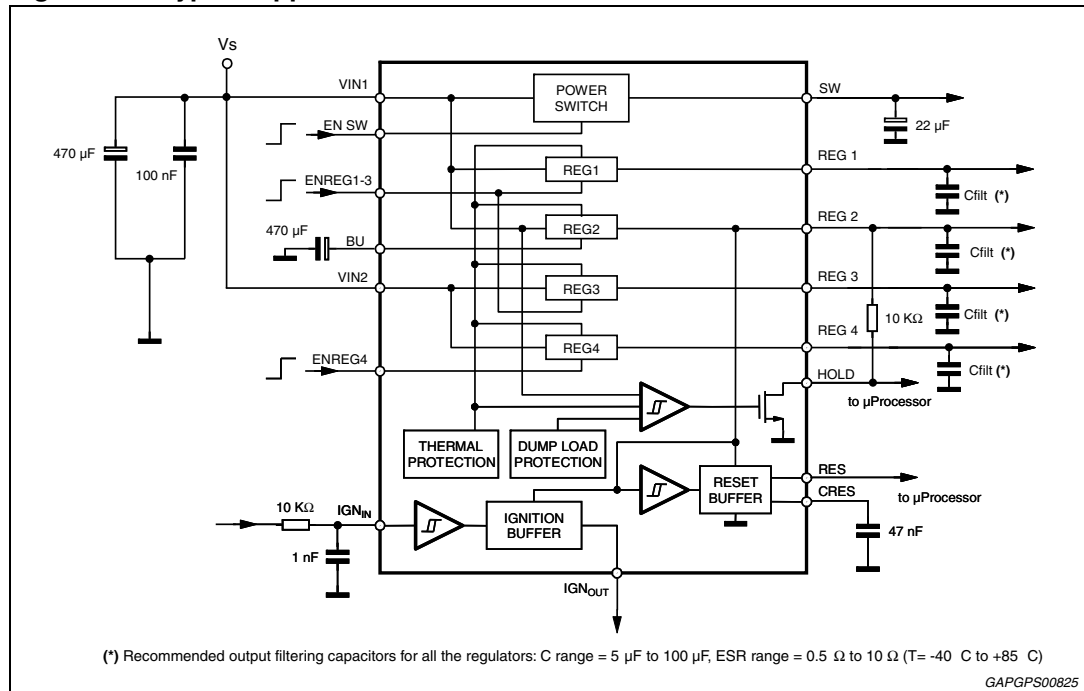 Vs
VIN1
POWER
SWITCH
SW
EN SW
22 µF
470 µF
100 nF
REG 1
REG1
ENREG1-3
Cfilt (*)
REG 2
REG2
470 µF
BU
Cfilt (*)
VIN2
REG 3
REG3
10 KΩ
Cfilt (*)
REG 4
REG4
ENREG4
Cfilt (*)
HOLD
to µProcessor
THERMAL
PROTECTION
DUMP LOAD
PROTECTION
RES
RESET
BUFFER
CRES
to µProcessor
10 KΩ
IGNIN
IGNITION
BUFFER
47 nF
1 nF
IGNOUT
(*) Recommended output filtering capacitors for all the regulators: C range = 5 µF to 100 µF, ESR range = 0.5 Ω to 10 Ω (T= -40 C to +85 C)
GAPGPS00825